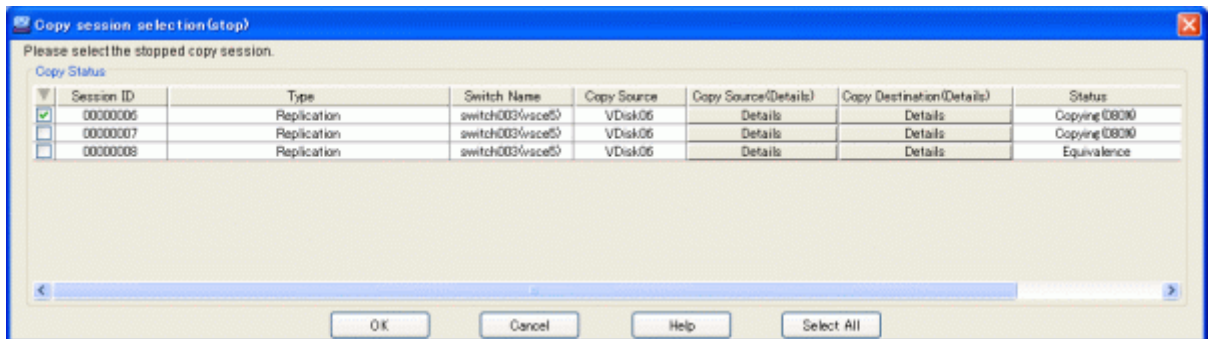 Copy session selection(stop)
Please select the stopped copy session.
Copy Status
Session ID Type Switch Name Copy Source Copy Source(Details) Copy Destination(Details) Status
00000006 Replication switch003(vsce5) VDisk06 Details Details Copying
00000007 Replication switch003(vsce5) VDisk06 Details Details Copying
00000008 Replication switch003(vsce5) VDisk06 Details Details Equivalence
OK Cancel Help Select All